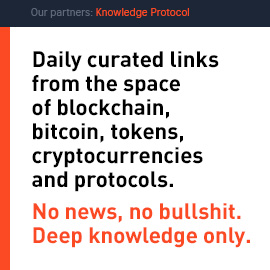 Our partners: Knowledge Protocol
Daily curated links
from the space
of blockchain,
bitcoin, tokens,
cryptocurrencies
and protocols.
No news, no bullshit.
Deep knowledge only.